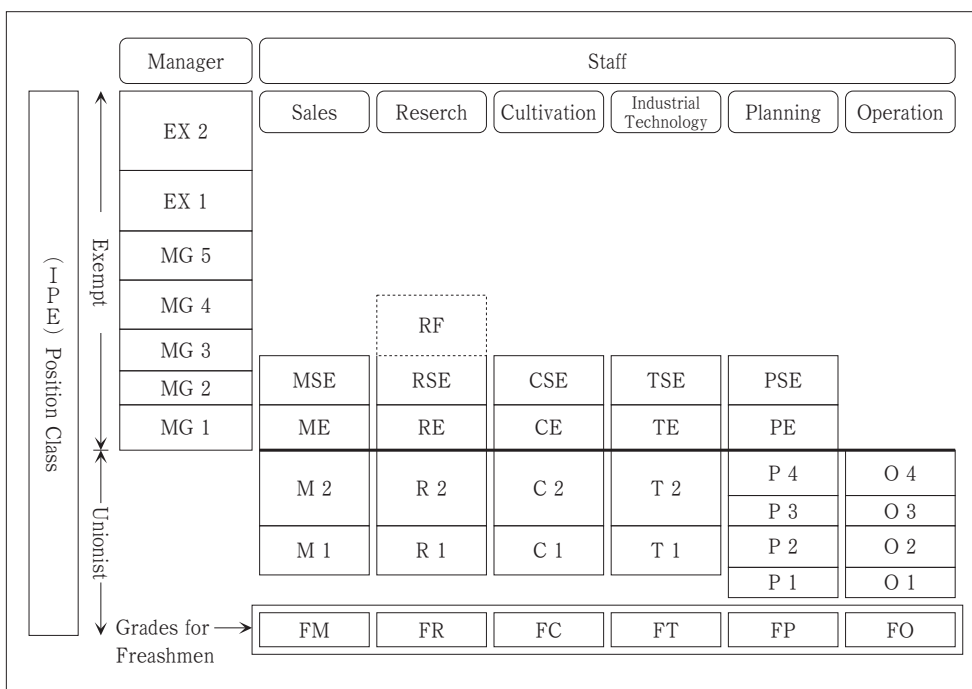 Manager
Staff
Sales
Reserch
Cultivation
Industrial
Technology
Planning
Operation
(IPE) Position Class
Exempt
Unionist
EX 2
EX 1
MG 5
MG 4
MG 3
MG 2
MG 1
RF
MSE
RSE
CSE
TSE
PSE
ME
RE
CE
TE
PE
M 2
R 2
C 2
T 2
P 4
O 4
P 3
O 3
M 1
R 1
C 1
T 1
P 2
O 2
P 1
O 1
Grades for
Freashmen
FM
FR
FC
FT
FP
FO